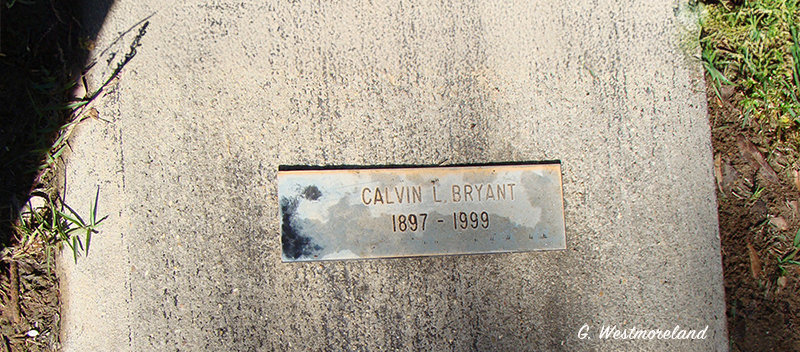 CALVIN L. BRYANT
1897 - 1999
G. Westmoreland